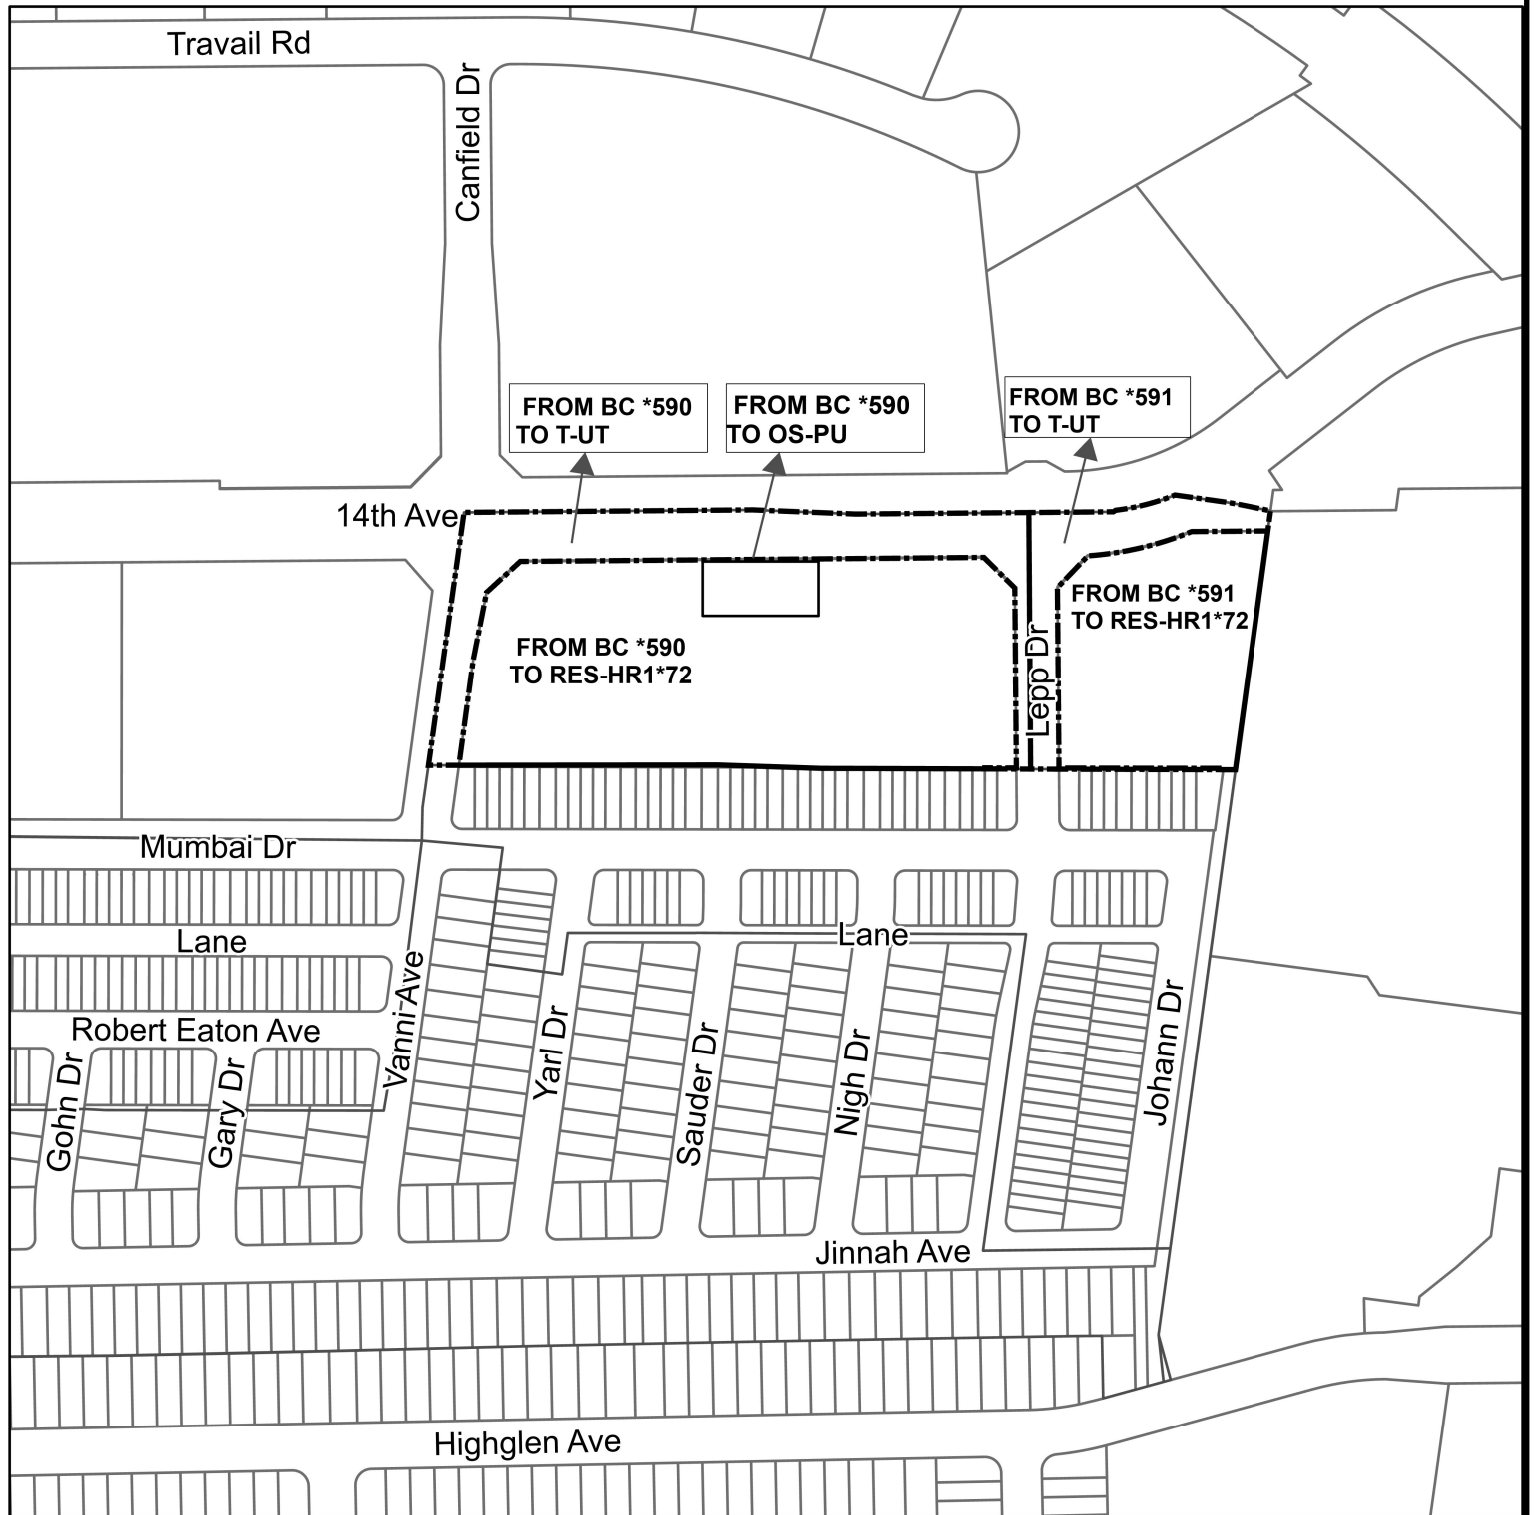 Travail Rd
Canfield Dr
FROM BC *590
TO T-UT
FROM BC *590
TO OS-PU
FROM BC *591
TO T-UT
14th Ave
FROM BC *591
TO RES-HR1*72
FROM BC *590
TO RES-HR1*72
Lepp Dr
Mumbai Dr
Lane
Lane
Vanni Ave
Robert Eaton Ave
Gohn Dr
Gary Dr
Yarl Dr
Sauder Dr
Nigh Dr
Johann Dr
Jinnah Ave
Highglen Ave